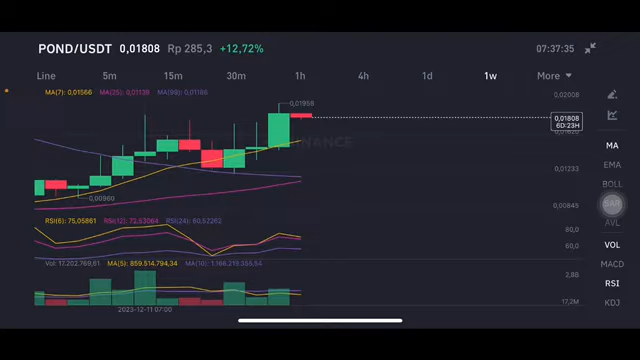 POND/USDT 0,01808 Rp 285,3 +12,72% 07:37:35
Line 5m 15m 30m 1h 4h 1d 1w More
MA(7): 0,01566 MA(25): 0,01139 MA(99): 0,01186
0,02008
0,01958
0,01808
6D:23H
0,01233
0,00960
0,00845
MA
EMA
BOLL
SAR
AVL
RSI(6): 75,05861 RSI(12): 72,53064 RSI(24): 60,52262
80,0
60,0
VOL
MACD
RSI
KDJ
Vol: 17.202.769,61 MA(5): 859.514.794,34 MA(10): 1.166.219.356,54
2,8B
17,2M
2023-12-11 07:00